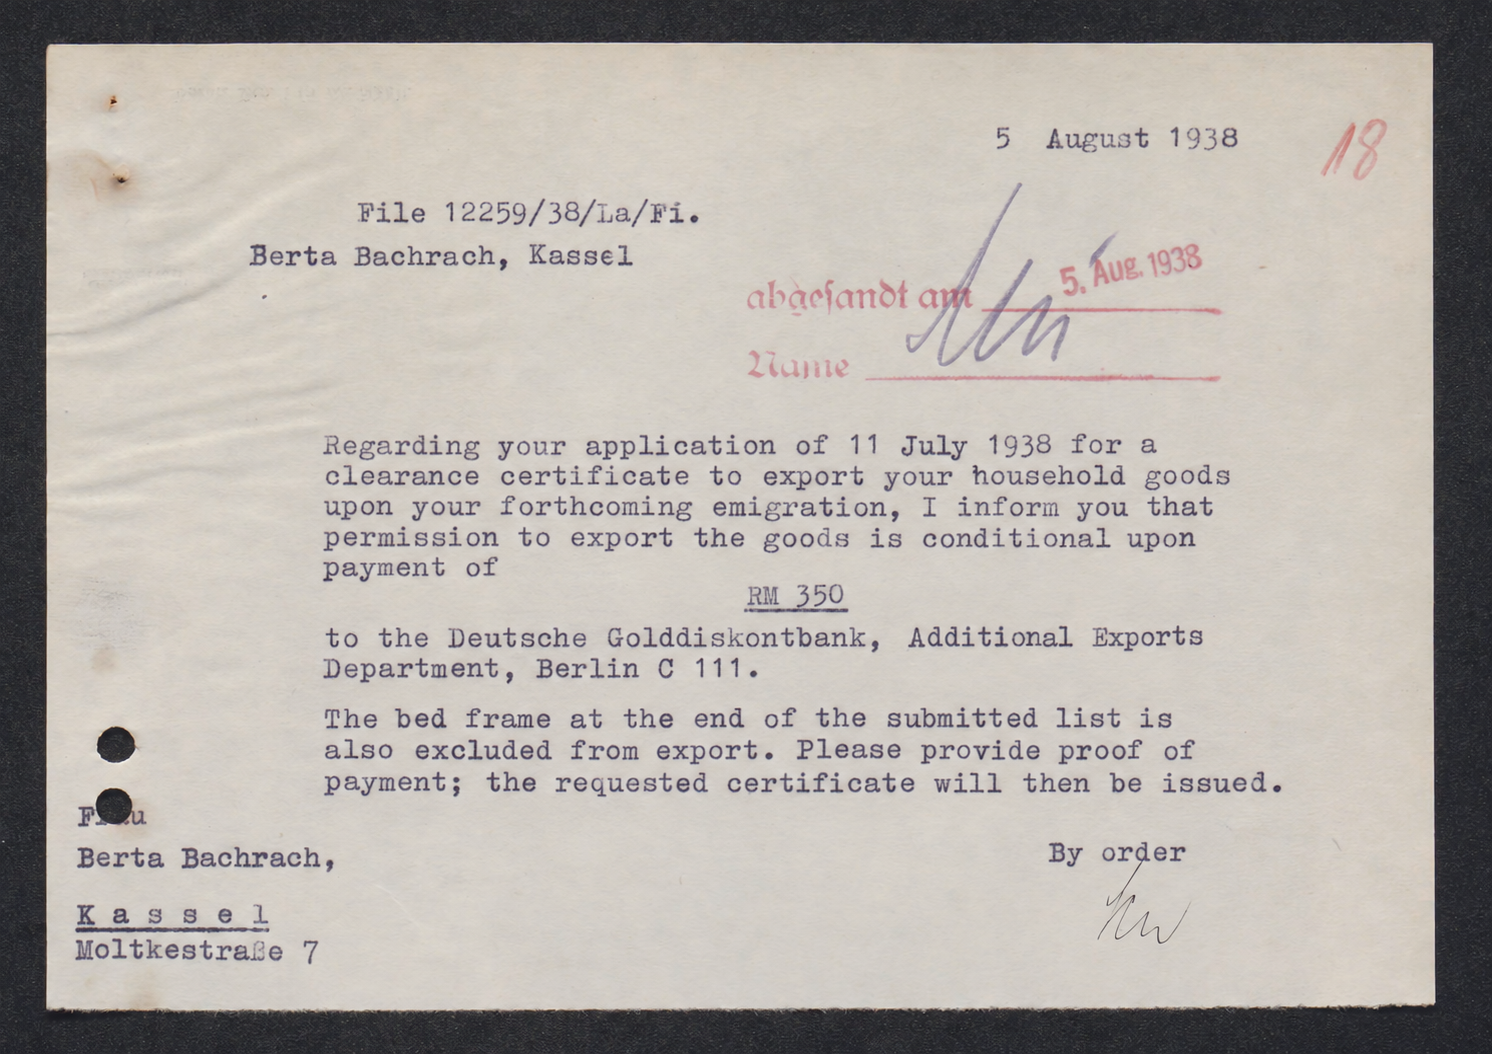 5 August 1938
18
File 12259/38/La/Fi.
Berta Bachrach, Kassel
abgesandt am 5. Aug. 1938
Name
Regarding your application of 11 July 1938 for a
clearance certificate to export your household goods
upon your forthcoming emigration, I inform you that
permission to export the goods is conditional upon
payment of
RM 350
to the Deutsche Golddiskontbank, Additional Exports
Department, Berlin C 111.
The bed frame at the end of the submitted list is
also excluded from export. Please provide proof of
payment; the requested certificate will then be issued.
Frau
Berta Bachrach,
By order
K a s s e l
Moltkestraße 7